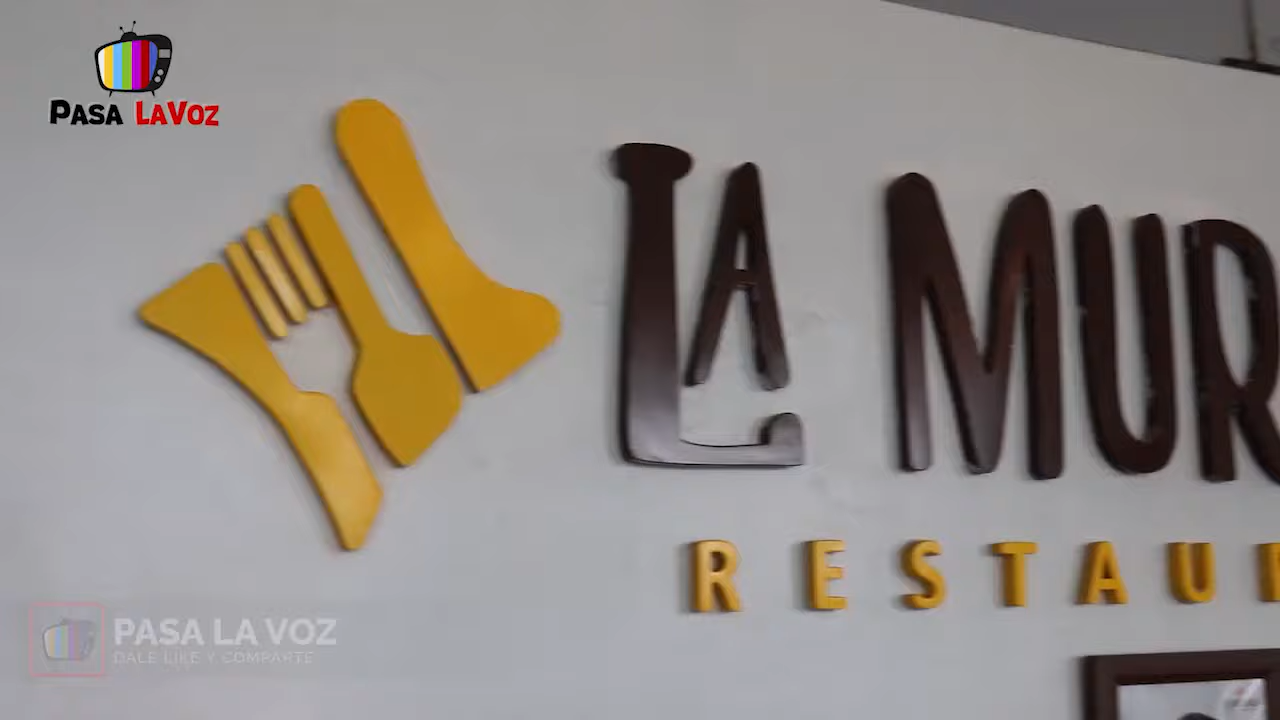 PASA LAVOZ
LA MUR
RESTAU
PASA LA VOZ
DALE LIKE Y COMPARTE